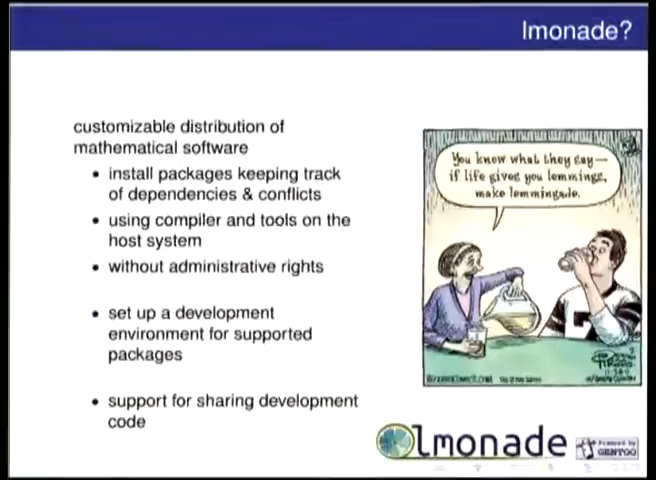 lmonade?
customizable distribution of
mathematical software
• install packages keeping track
of dependencies & conflicts
• using compiler and tools on the
host system
• without administrative rights
• set up a development
environment for supported
packages
• support for sharing development
code
You know what they say—
if life gives you lemmings,
make lemmingade.
lmonade
Powered by
GENTOO